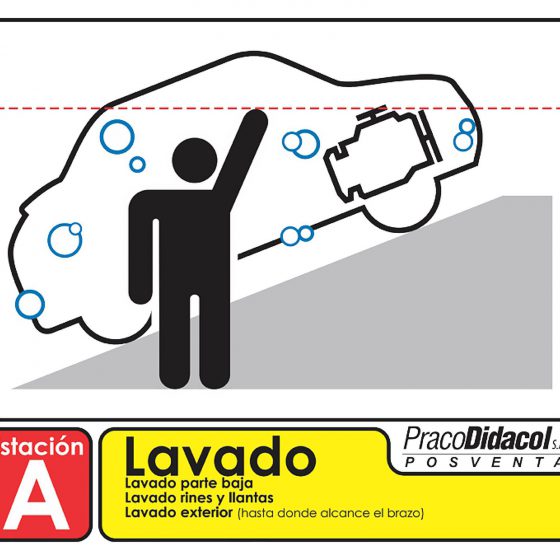 stación
A
Lavado
Lavado parte baja
Lavado rines y llantas
Lavado exterior (hasta donde alcance el brazo)
PracoDidacol S.
POSVENTA